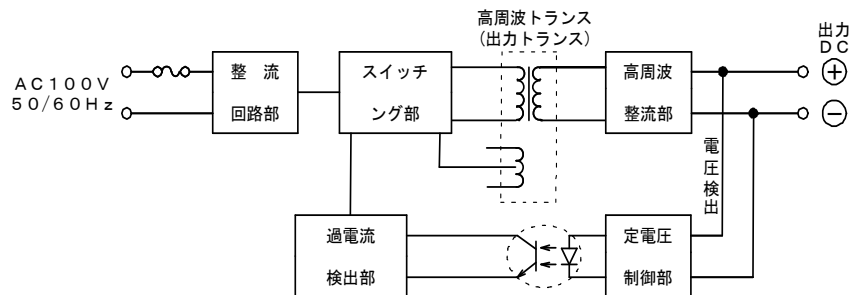 高周波トランス
(出力トランス)
出力
ＤＣ
ＡＣ１００Ｖ
５０/６０Ｈｚ
整　流
回路部
スイッチ
ング部
高周波
整流部
＋
－
電圧検出
過電流
検出部
定電圧
制御部